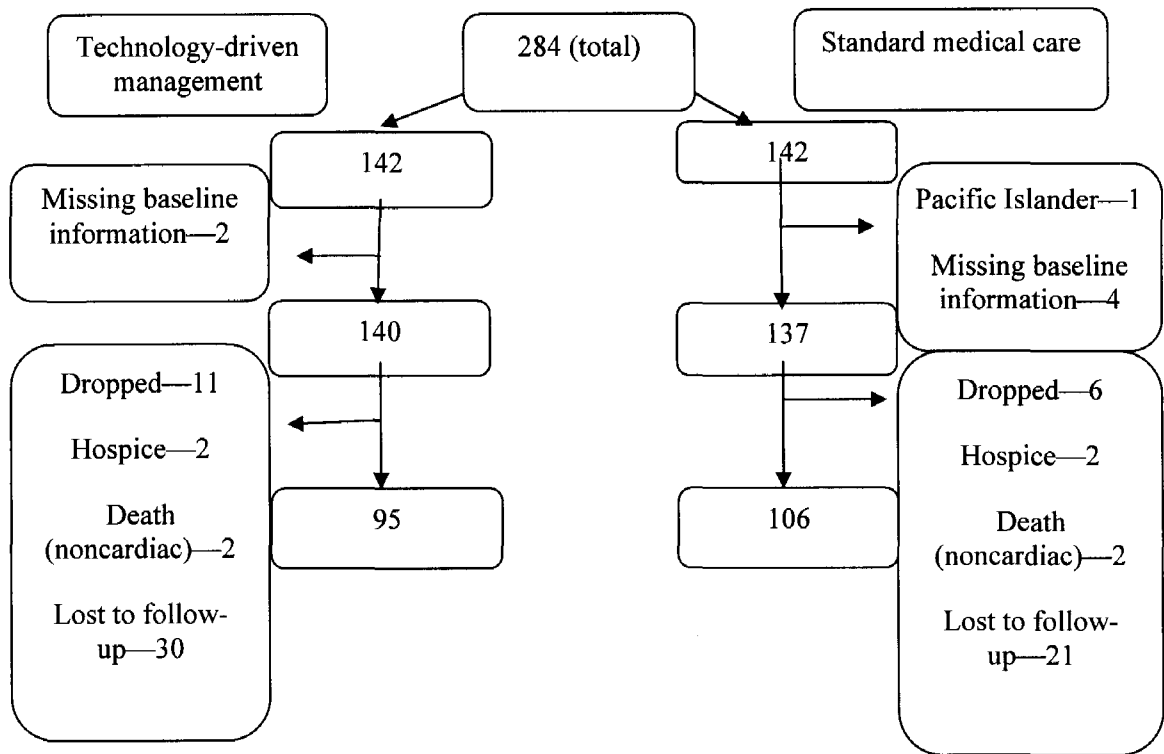 Technology-driven
management
284 (total)
Standard medical care
142
142
Missing baseline
information—2
Pacific Islander—1
Missing baseline
information—4
140
137
Dropped—11
Hospice—2
Death
(noncardiac)—2
Lost to follow-
up—30
95
106
Dropped—6
Hospice—2
Death
(noncardiac)—2
Lost to follow-
up—21